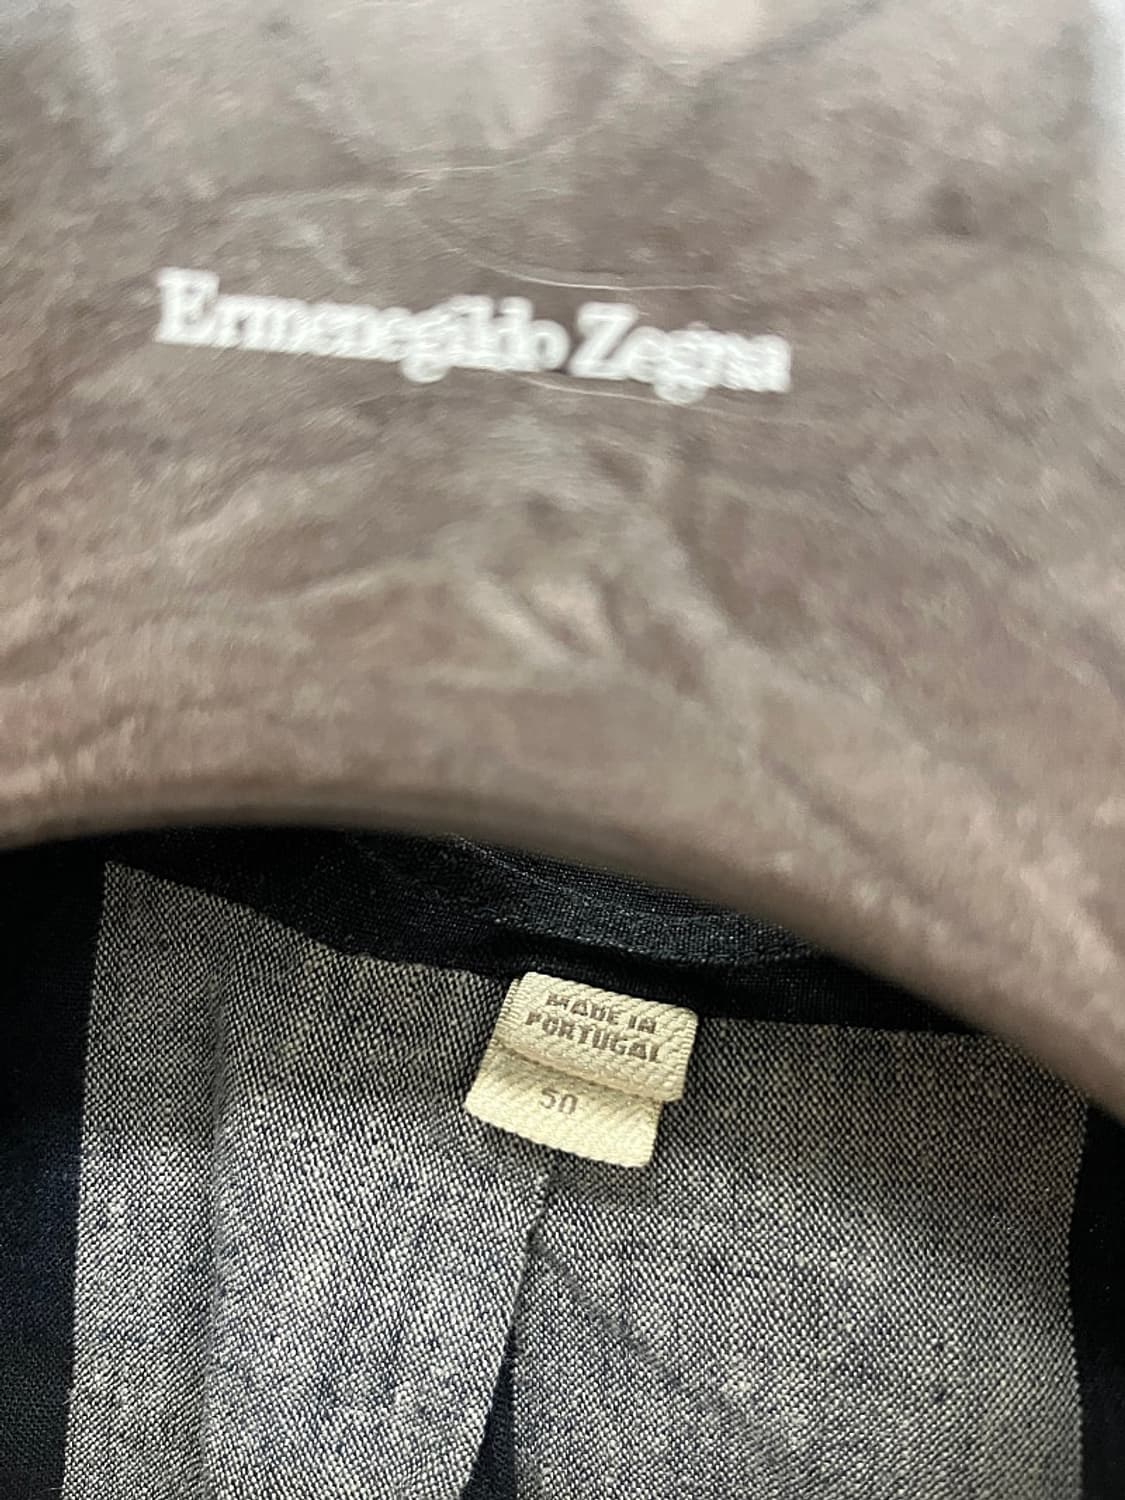 Ermenegildo Zegna
MADE IN
PORTUGAL
50